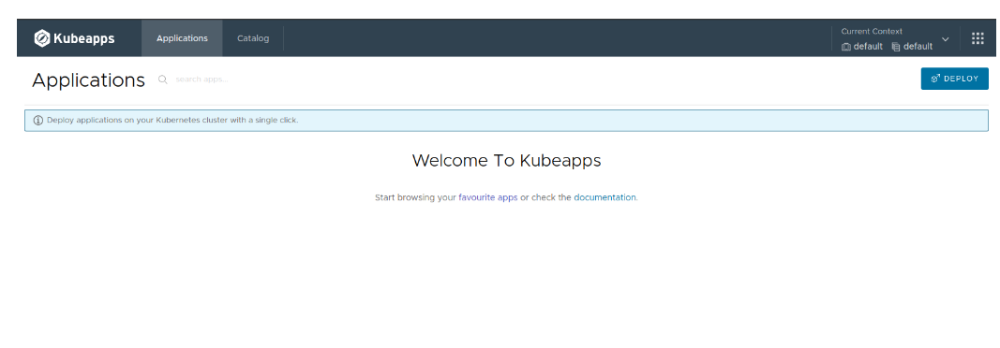 Kubeapps
Applications
Catalog
Current Context
default default
Applications
search apps...
DEPLOY
Deploy applications on your Kubernetes cluster with a single click.
Welcome To Kubeapps
Start browsing your favourite apps or check the documentation.